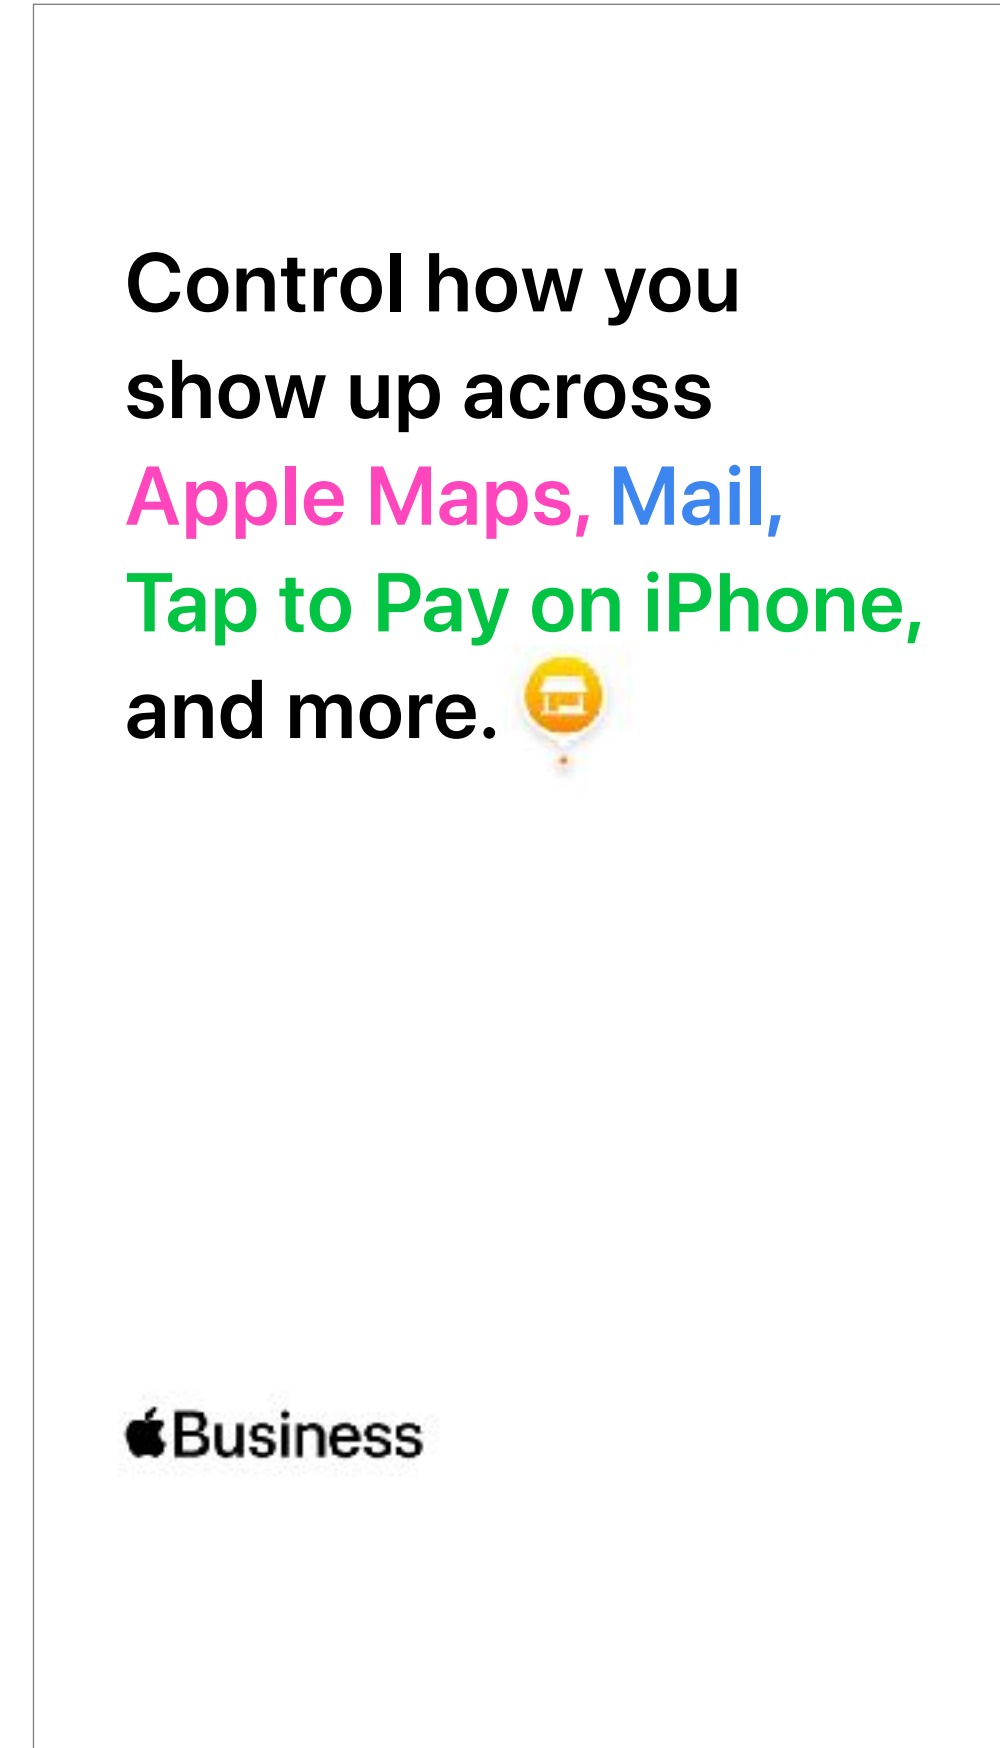 Control how you
show up across
Apple Maps, Mail,
Tap to Pay on iPhone,
and more.
Business